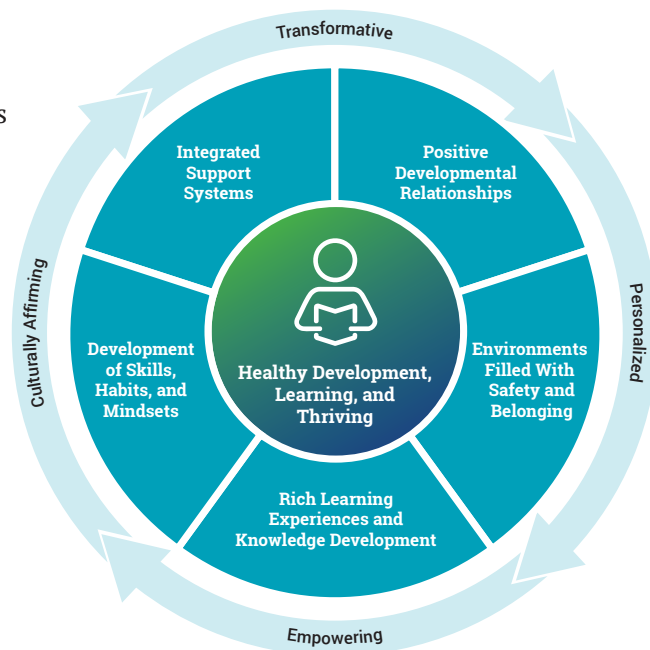 Transformative
s
Integrated
Support
Systems
Positive
Developmental
Relationships
Culturally Affirming
Personalized
Development
of Skills,
Habits, and
Mindsets
Healthy Development,
Learning, and
Thriving
Environments
Filled With
Safety and
Belonging
Rich Learning
Experiences and
Knowledge Development
Empowering